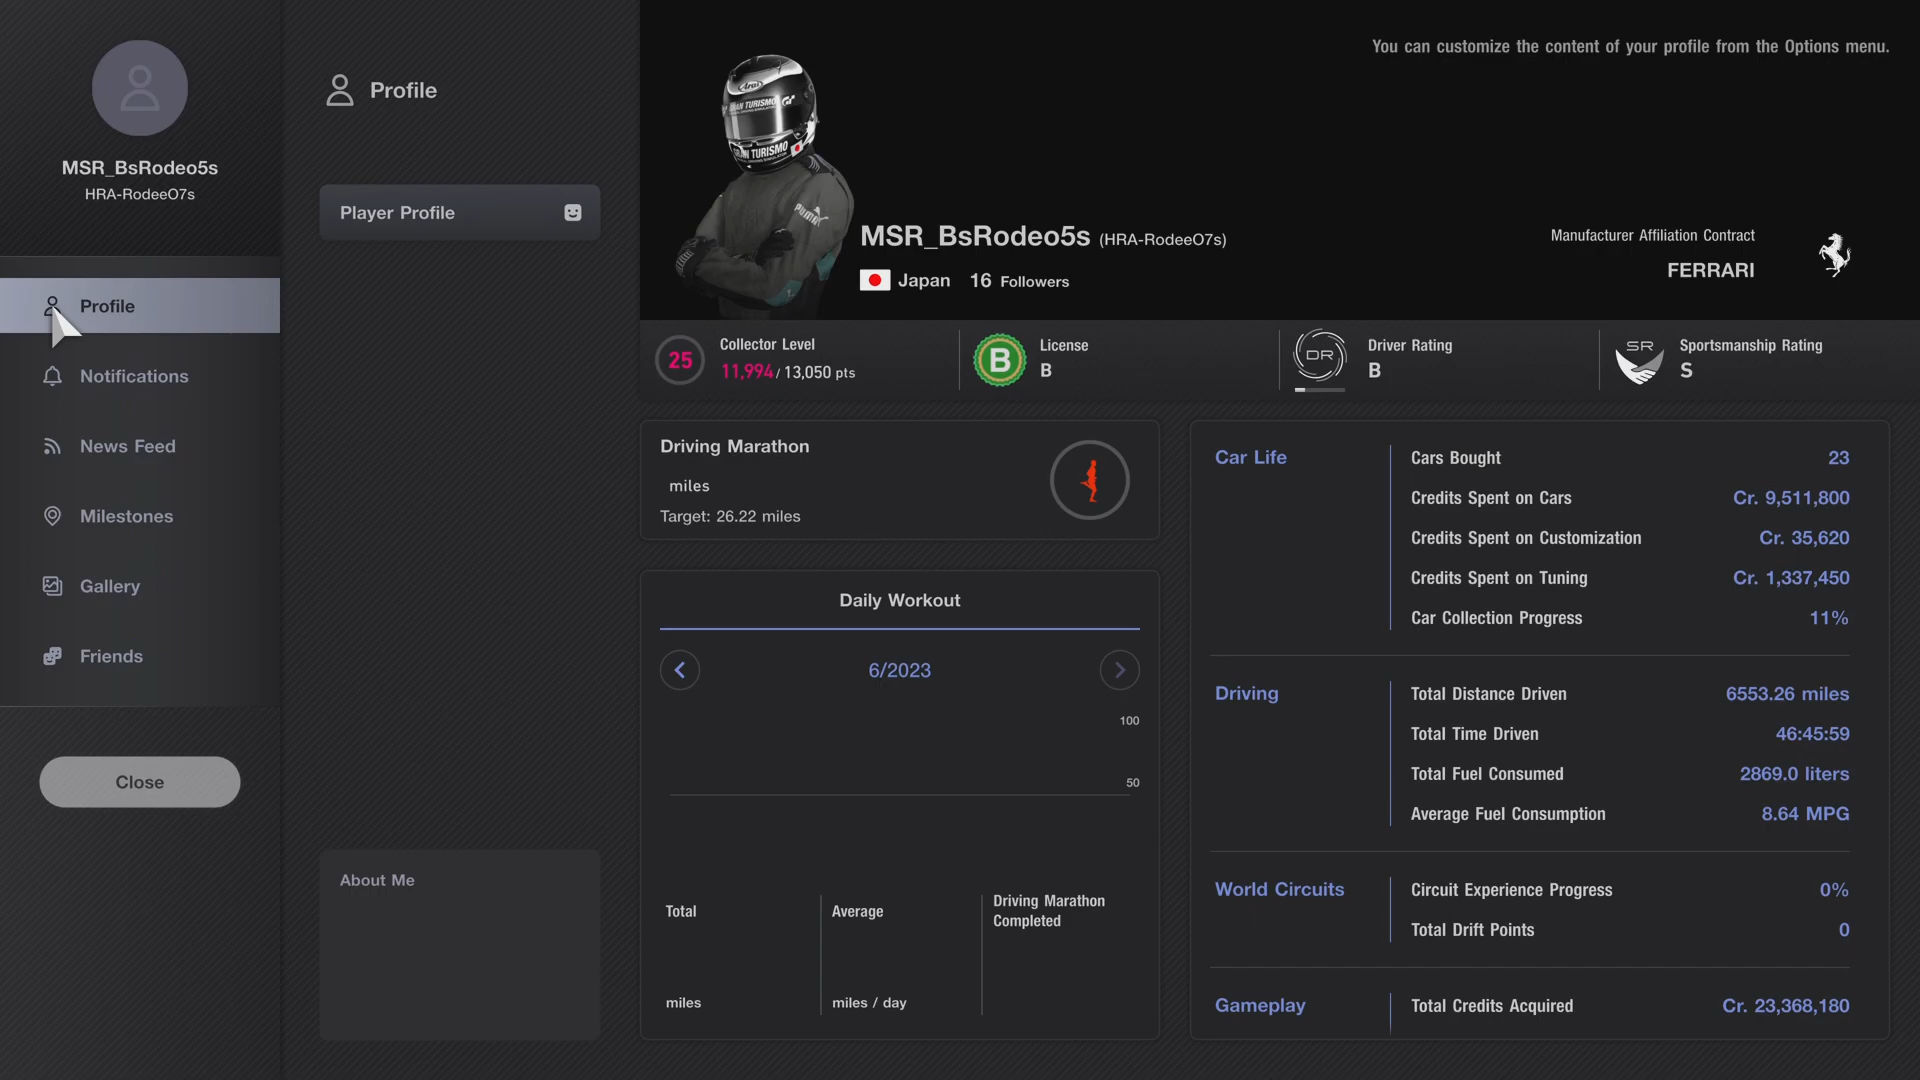 MSR_BsRodeo5s
HRA-RodeeO7s
Profile
Notifications
News Feed
Milestones
Gallery
Friends
Close
Profile
Player Profile
About Me
You can customize the content of your profile from the Options menu.
Arai
GRAN TURISMO
GRAN TURISMO
PUMA
MSR_BsRodeo5s (HRA-RodeeO7s)
Japan 16 Followers
Manufacturer Affiliation Contract
FERRARI
25
Collector Level
11,994 / 13,050 pts
B
License
B
DR
Driver Rating
B
SR
Sportsmanship Rating
S
Driving Marathon
miles
Target: 26.22 miles
Daily Workout
6/2023
100
50
Total
miles
Average
miles / day
Driving Marathon
Completed
Car Life
Cars Bought 23
Credits Spent on Cars Cr. 9,511,800
Credits Spent on Customization Cr. 35,620
Credits Spent on Tuning Cr. 1,337,450
Car Collection Progress 11%
Driving
Total Distance Driven 6553.26 miles
Total Time Driven 46:45:59
Total Fuel Consumed 2869.0 liters
Average Fuel Consumption 8.64 MPG
World Circuits
Circuit Experience Progress 0%
Total Drift Points 0
Gameplay
Total Credits Acquired Cr. 23,368,180